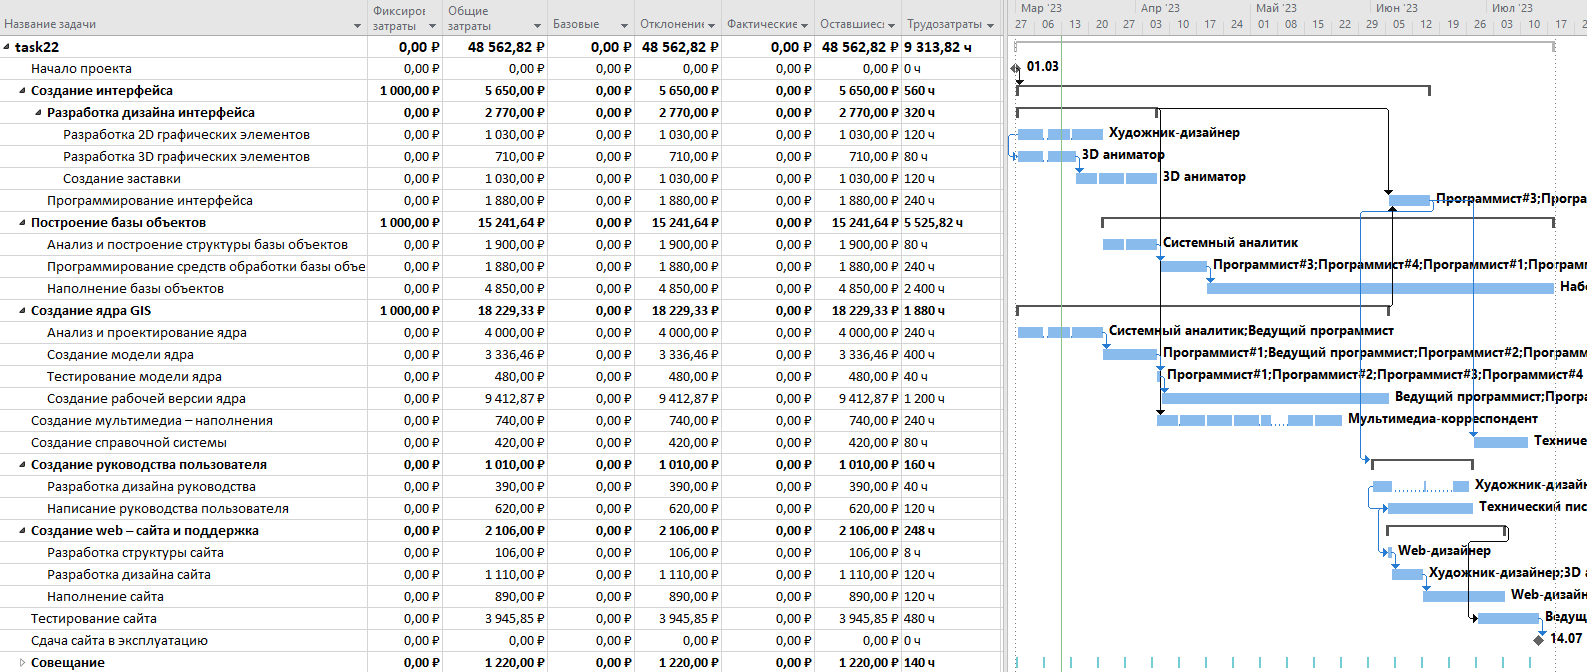 Название задачи Фиксиров затраты Общие затраты Базовые Отклонение Фактические Оставшиес Трудозатраты Мар '23 Апр '23 Май '23 Июн '23 Июл '23
27 06 13 20 27 03 10 17 24 01 08 15 22 29 05 12 19 26 03 10 17
task22 0,00 ₽ 48 562,82 ₽ 0,00 ₽ 48 562,82 ₽ 0,00 ₽ 48 562,82 ₽ 9 313,82 ч
Начало проекта 0,00 ₽ 0,00 ₽ 0,00 ₽ 0,00 ₽ 0,00 ₽ 0,00 ₽ 0 ч 01.03
Создание интерфейса 1 000,00 ₽ 5 650,00 ₽ 0,00 ₽ 5 650,00 ₽ 0,00 ₽ 5 650,00 ₽ 560 ч
Разработка дизайна интерфейса 0,00 ₽ 2 770,00 ₽ 0,00 ₽ 2 770,00 ₽ 0,00 ₽ 2 770,00 ₽ 320 ч
Разработка 2D графических элементов 0,00 ₽ 1 030,00 ₽ 0,00 ₽ 1 030,00 ₽ 0,00 ₽ 1 030,00 ₽ 120 ч Художник-дизайнер
Разработка 3D графических элементов 0,00 ₽ 710,00 ₽ 0,00 ₽ 710,00 ₽ 0,00 ₽ 710,00 ₽ 80 ч 3D аниматор
Создание заставки 0,00 ₽ 1 030,00 ₽ 0,00 ₽ 1 030,00 ₽ 0,00 ₽ 1 030,00 ₽ 120 ч 3D аниматор
Программирование интерфейса 0,00 ₽ 1 880,00 ₽ 0,00 ₽ 1 880,00 ₽ 0,00 ₽ 1 880,00 ₽ 240 ч Программист#3;Програ
Построение базы объектов 1 000,00 ₽ 15 241,64 ₽ 0,00 ₽ 15 241,64 ₽ 0,00 ₽ 15 241,64 ₽ 5 525,82 ч
Анализ и построение структуры базы объектов 0,00 ₽ 1 900,00 ₽ 0,00 ₽ 1 900,00 ₽ 0,00 ₽ 1 900,00 ₽ 80 ч Системный аналитик
Программирование средств обработки базы объе 0,00 ₽ 1 880,00 ₽ 0,00 ₽ 1 880,00 ₽ 0,00 ₽ 1 880,00 ₽ 240 ч Программист#3;Программист#4;Программист#1;Программ
Наполнение базы объектов 0,00 ₽ 4 850,00 ₽ 0,00 ₽ 4 850,00 ₽ 0,00 ₽ 4 850,00 ₽ 2 400 ч Набо
Создание ядра GIS 1 000,00 ₽ 18 229,33 ₽ 0,00 ₽ 18 229,33 ₽ 0,00 ₽ 18 229,33 ₽ 1 880 ч
Анализ и проектирование ядра 0,00 ₽ 4 000,00 ₽ 0,00 ₽ 4 000,00 ₽ 0,00 ₽ 4 000,00 ₽ 240 ч Системный аналитик;Ведущий программист
Создание модели ядра 0,00 ₽ 3 336,46 ₽ 0,00 ₽ 3 336,46 ₽ 0,00 ₽ 3 336,46 ₽ 400 ч Программист#1;Ведущий программист;Программист#2;Программ
Тестирование модели ядра 0,00 ₽ 480,00 ₽ 0,00 ₽ 480,00 ₽ 0,00 ₽ 480,00 ₽ 40 ч Программист#1;Программист#2;Программист#3;Программист#4
Создание рабочей версии ядра 0,00 ₽ 9 412,87 ₽ 0,00 ₽ 9 412,87 ₽ 0,00 ₽ 9 412,87 ₽ 1 200 ч Ведущий программист;Програ
Создание мультимедиа – наполнения 0,00 ₽ 740,00 ₽ 0,00 ₽ 740,00 ₽ 0,00 ₽ 740,00 ₽ 240 ч Мультимедиа-корреспондент
Создание справочной системы 0,00 ₽ 420,00 ₽ 0,00 ₽ 420,00 ₽ 0,00 ₽ 420,00 ₽ 80 ч Техниче
Создание руководства пользователя 0,00 ₽ 1 010,00 ₽ 0,00 ₽ 1 010,00 ₽ 0,00 ₽ 1 010,00 ₽ 160 ч
Разработка дизайна руководства 0,00 ₽ 390,00 ₽ 0,00 ₽ 390,00 ₽ 0,00 ₽ 390,00 ₽ 40 ч Художник-дизайн
Написание руководства пользователя 0,00 ₽ 620,00 ₽ 0,00 ₽ 620,00 ₽ 0,00 ₽ 620,00 ₽ 120 ч Технический пис
Создание web – сайта и поддержка 0,00 ₽ 2 106,00 ₽ 0,00 ₽ 2 106,00 ₽ 0,00 ₽ 2 106,00 ₽ 248 ч
Разработка структуры сайта 0,00 ₽ 106,00 ₽ 0,00 ₽ 106,00 ₽ 0,00 ₽ 106,00 ₽ 8 ч Web-дизайнер
Разработка дизайна сайта 0,00 ₽ 1 110,00 ₽ 0,00 ₽ 1 110,00 ₽ 0,00 ₽ 1 110,00 ₽ 120 ч Художник-дизайнер;3D а
Наполнение сайта 0,00 ₽ 890,00 ₽ 0,00 ₽ 890,00 ₽ 0,00 ₽ 890,00 ₽ 120 ч Web-дизайн
Тестирование сайта 0,00 ₽ 3 945,85 ₽ 0,00 ₽ 3 945,85 ₽ 0,00 ₽ 3 945,85 ₽ 480 ч Ведущ
Сдача сайта в эксплуатацию 0,00 ₽ 0,00 ₽ 0,00 ₽ 0,00 ₽ 0,00 ₽ 0,00 ₽ 0 ч 14.07
Совещание 0,00 ₽ 1 220,00 ₽ 0,00 ₽ 1 220,00 ₽ 0,00 ₽ 1 220,00 ₽ 140 ч